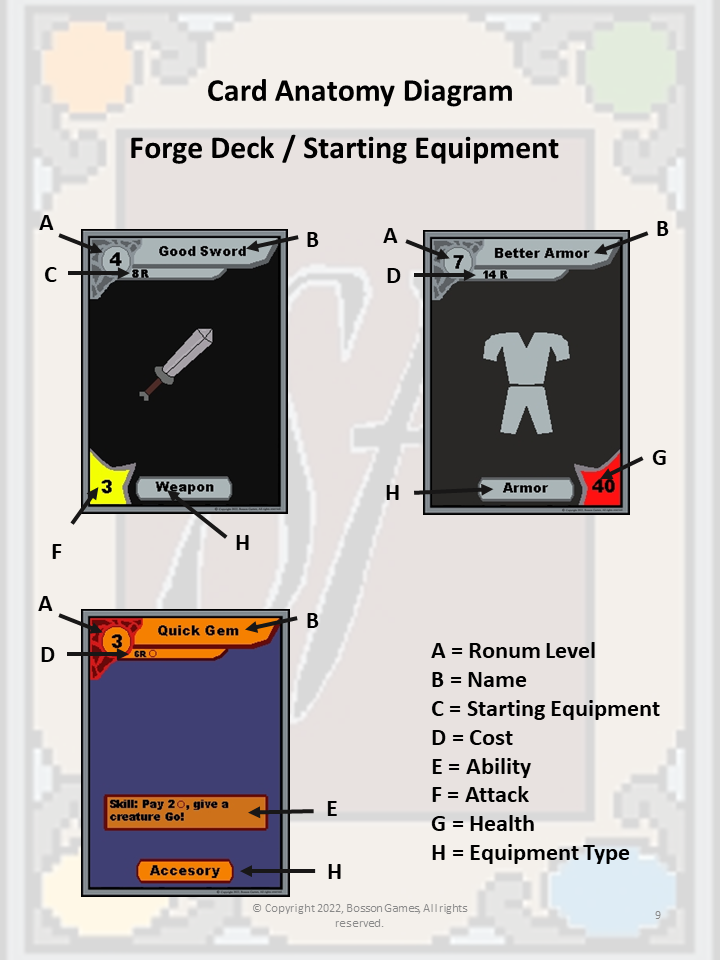 Card Anatomy Diagram
Forge Deck / Starting Equipment
A
B
C
4
Good Sword
8 R
3
Weapon
F
H
A
B
D
7
Better Armor
14 R
G
H
Armor
40
A
B
D
3
Quick Gem
6R
Skill: Pay 2, give a
creature Go!
E
Accesory
H
A = Ronum Level
B = Name
C = Starting Equipment
D = Cost
E = Ability
F = Attack
G = Health
H = Equipment Type
© Copyright 2022, Bosson Games, All rights
reserved.
9